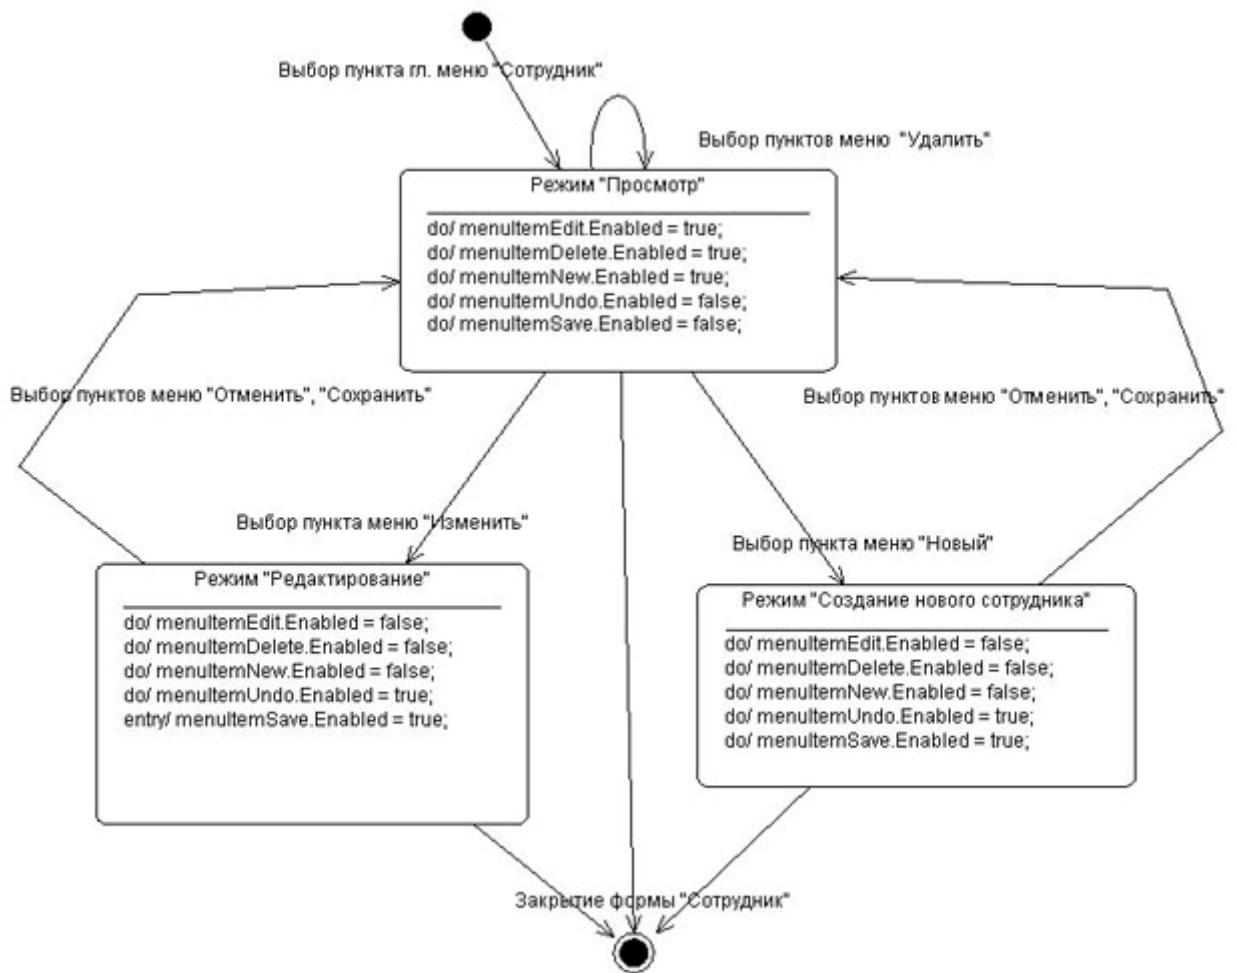 Выбор пункта гл. меню "Сотрудник"
Выбор пунктов меню "Удалить"
Режим "Просмотр"
do/ menuItemEdit.Enabled = true;
do/ menuItemDelete.Enabled = true;
do/ menuItemNew.Enabled = true;
do/ menuItemUndo.Enabled = false;
do/ menuItemSave.Enabled = false;
Выбор пунктов меню "Отменить", "Сохранить"
Выбор пунктов меню "Отменить", "Сохранить"
Выбор пункта меню "Изменить"
Выбор пункта меню "Новый"
Режим "Редактирование"
do/ menuItemEdit.Enabled = false;
do/ menuItemDelete.Enabled = false;
do/ menuItemNew.Enabled = false;
do/ menuItemUndo.Enabled = true;
entry/ menuItemSave.Enabled = true;
Режим "Создание нового сотрудника"
do/ menuItemEdit.Enabled = false;
do/ menuItemDelete.Enabled = false;
do/ menuItemNew.Enabled = false;
do/ menuItemUndo.Enabled = true;
do/ menuItemSave.Enabled = true;
Закрытие формы "Сотрудник"